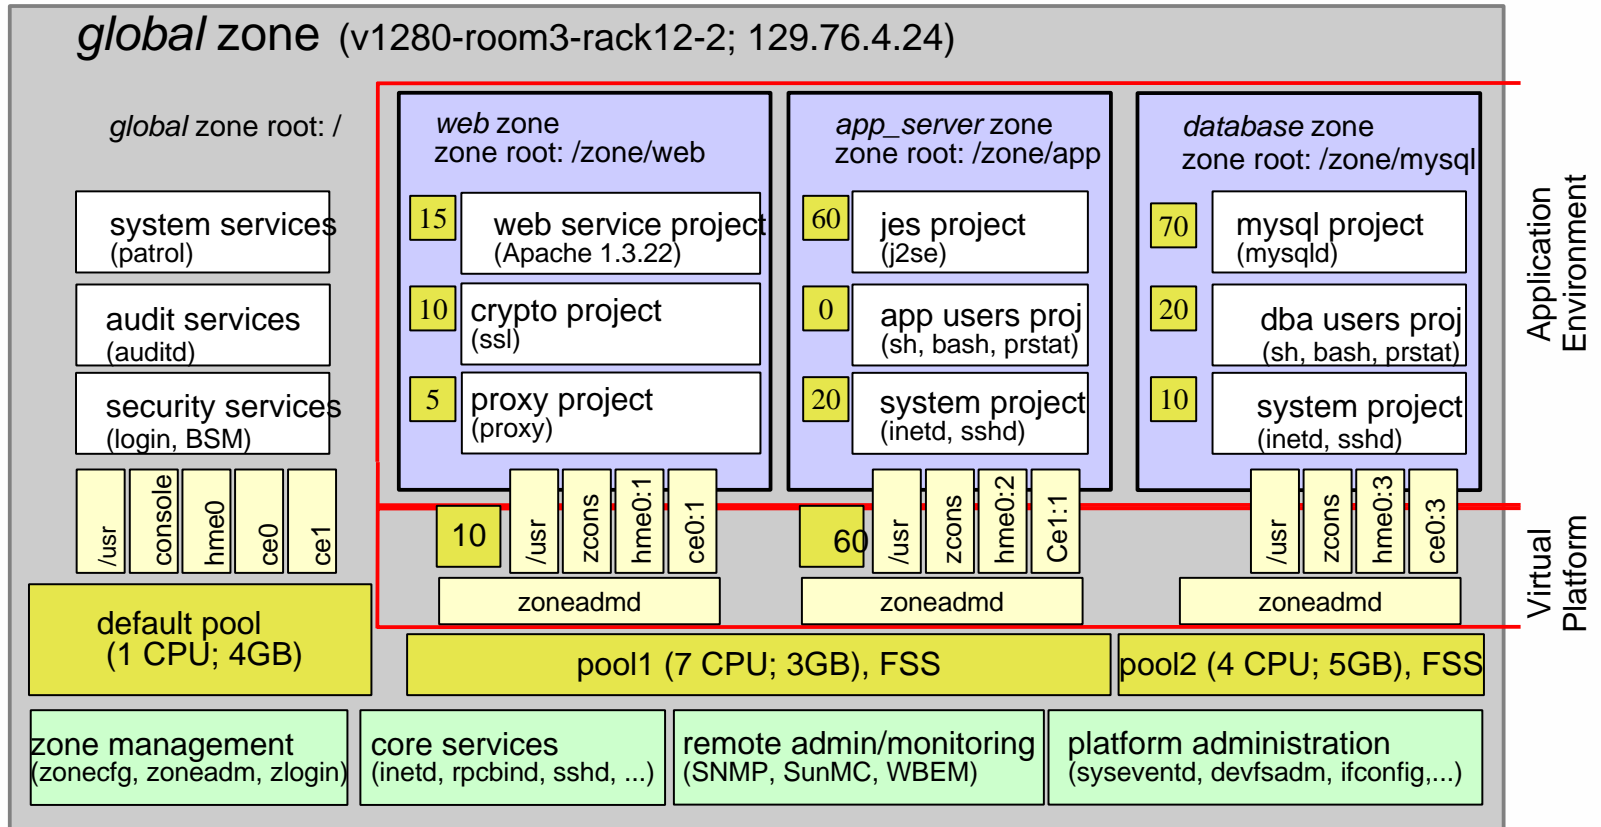 global zone (v1280-room3-rack12-2; 129.76.4.24)
global zone root: /
system services
(patrol)
audit services
(auditd)
security services
(login, BSM)
/usr
console
hme0
ce0
ce1
default pool
(1 CPU; 4GB)
web zone
zone root: /zone/web
15
web service project
(Apache 1.3.22)
10
crypto project
(ssl)
5
proxy project
(proxy)
10
/usr
zcons
hme0:1
ce0:1
zoneadmd
app_server zone
zone root: /zone/app
60
jes project
(j2se)
0
app users proj
(sh, bash, prstat)
20
system project
(inetd, sshd)
60
/usr
zcons
hme0:2
Ce1:1
zoneadmd
database zone
zone root: /zone/mysql
70
mysql project
(mysqld)
20
dba users proj
(sh, bash, prstat)
10
system project
(inetd, sshd)
/usr
zcons
hme0:3
ce0:3
zoneadmd
Application
Environment
Virtual
Platform
pool1 (7 CPU; 3GB), FSS
pool2 (4 CPU; 5GB), FSS
zone management
(zonecfg, zoneadm, zlogin)
core services
(inetd, rpcbind, sshd, ...)
remote admin/monitoring
(SNMP, SunMC, WBEM)
platform administration
(syseventd, devfsadm, ifconfig,...)